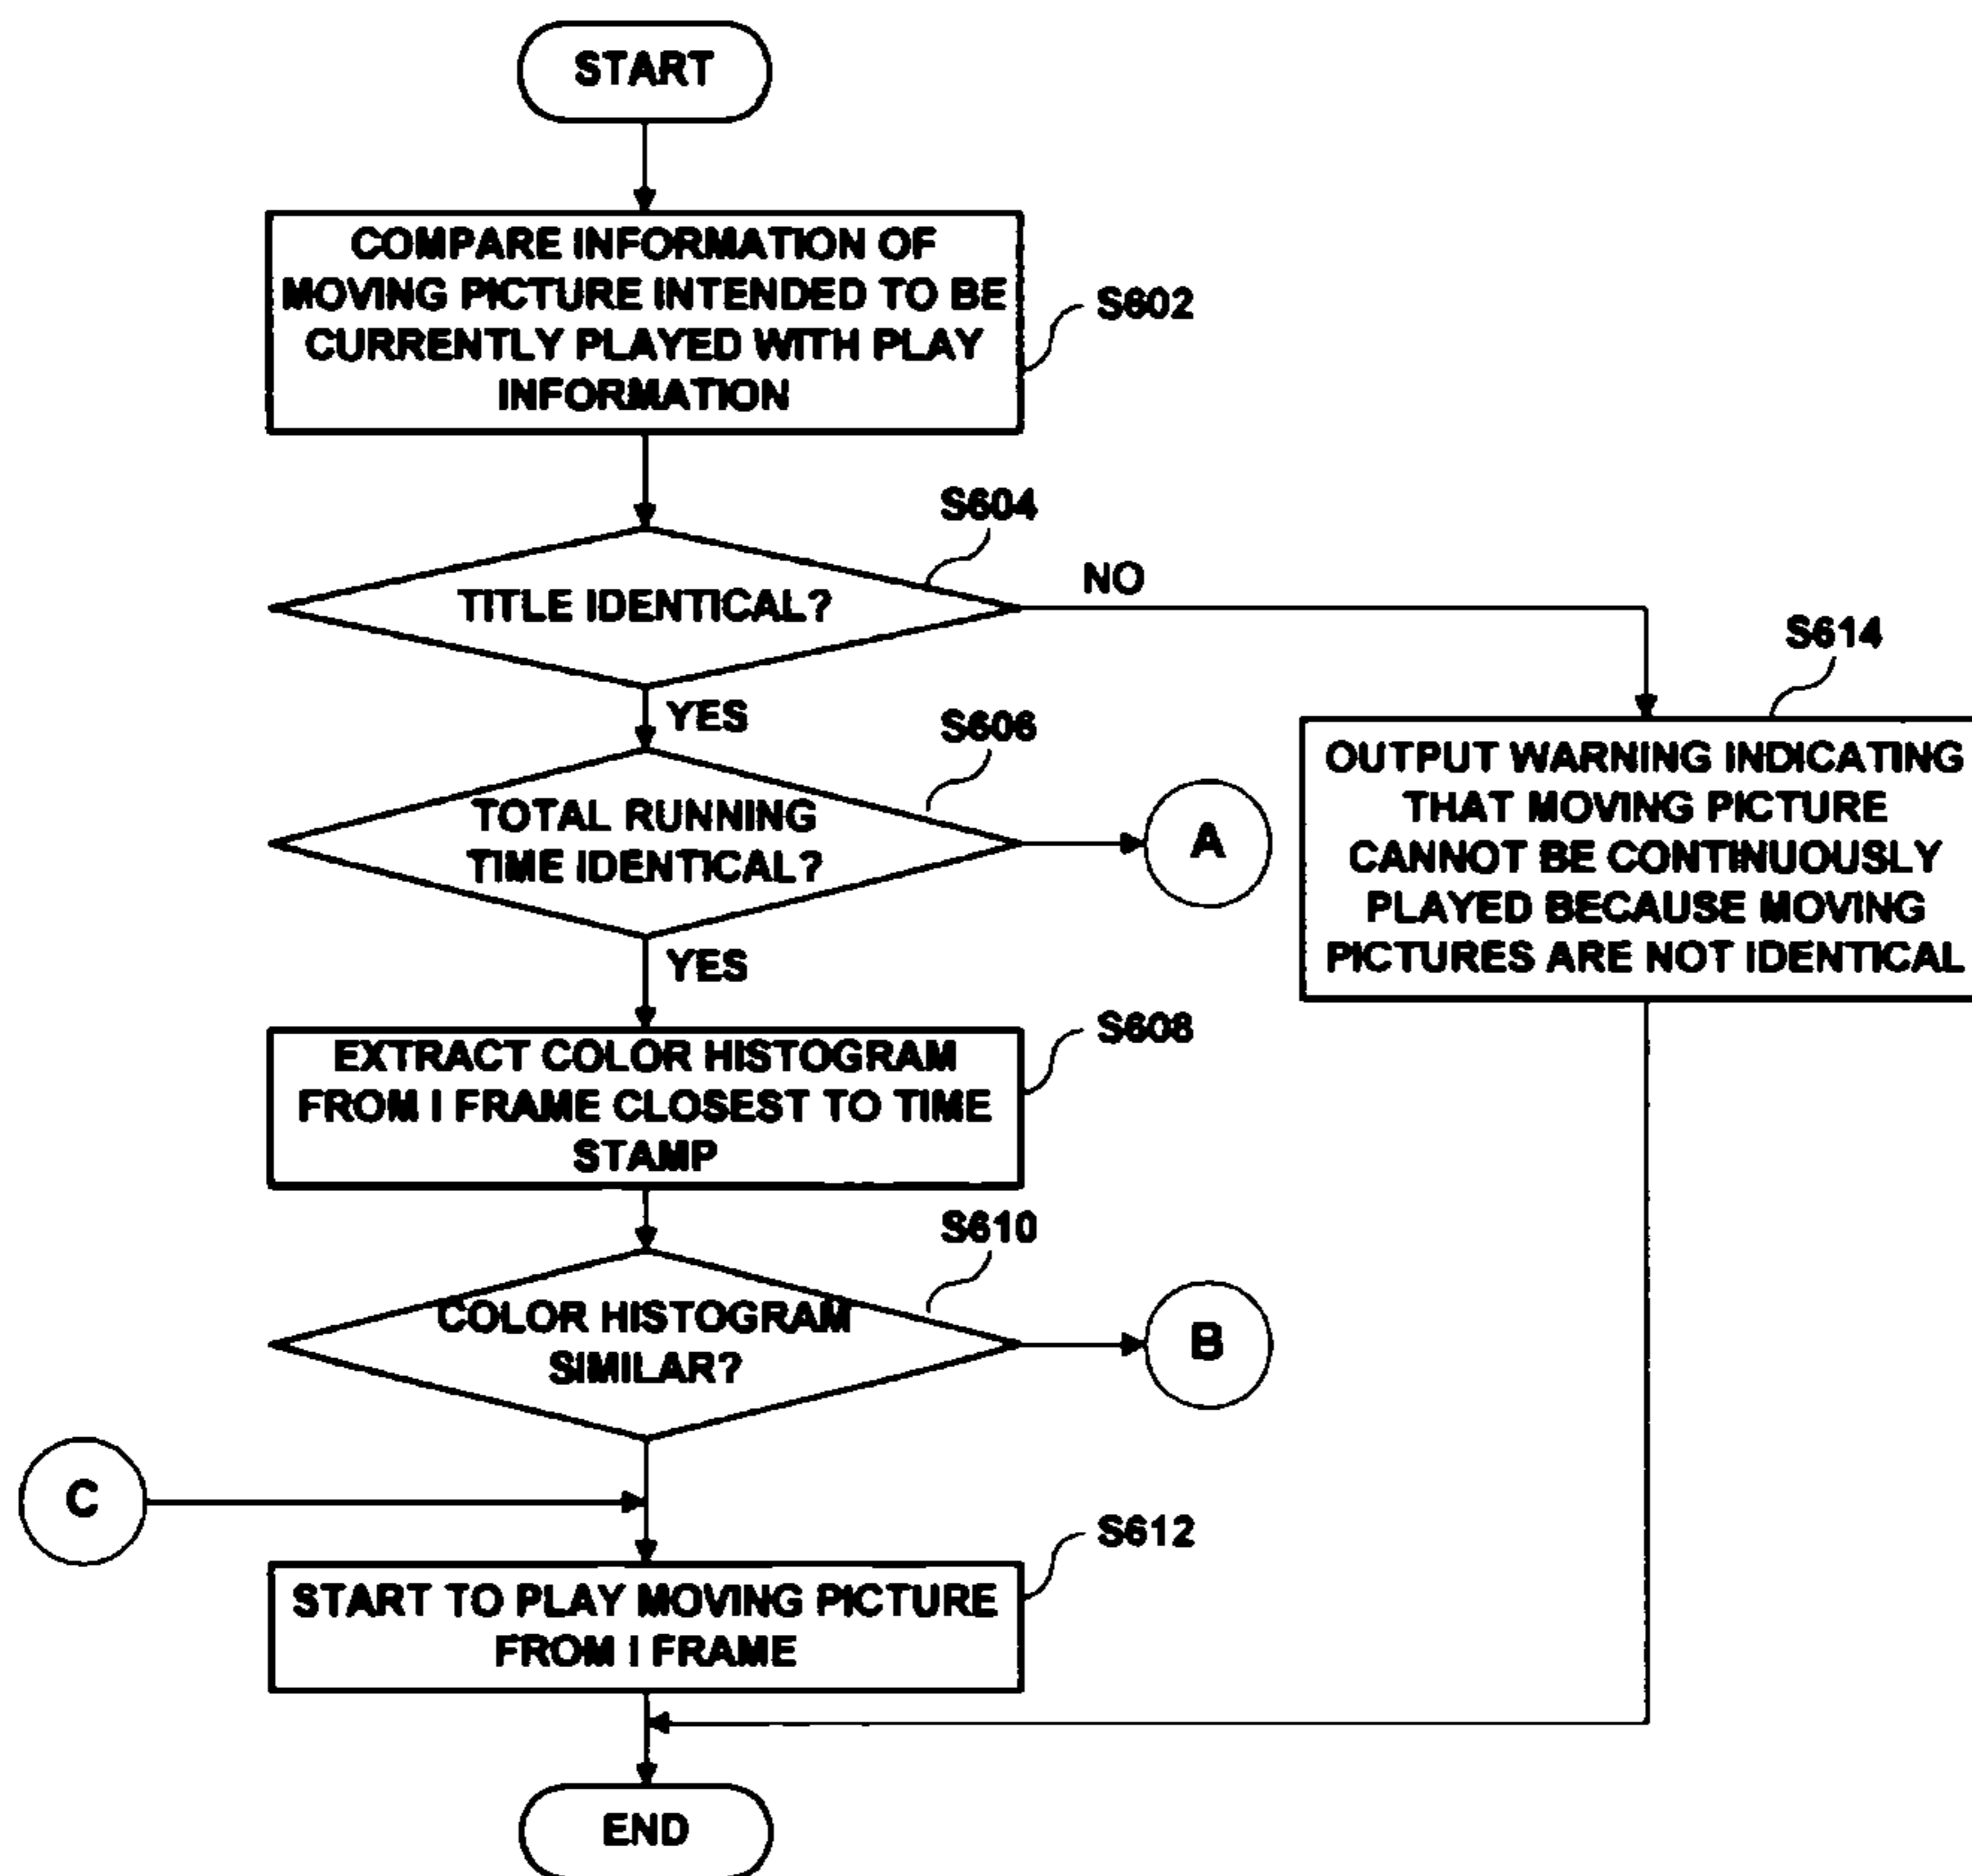 START
COMPARE INFORMATION OF
MOVING PICTURE INTENDED TO BE
CURRENTLY PLAYED WITH PLAY
INFORMATION
S602
S604
TITLE IDENTICAL?
NO
YES
S606
TOTAL RUNNING
TIME IDENTICAL?
A
YES
S614
OUTPUT WARNING INDICATING
THAT MOVING PICTURE
CANNOT BE CONTINUOUSLY
PLAYED BECAUSE MOVING
PICTURES ARE NOT IDENTICAL
S608
EXTRACT COLOR HISTOGRAM
FROM I FRAME CLOSEST TO TIME
STAMP
S610
COLOR HISTOGRAM
SIMILAR?
B
C
S612
START TO PLAY MOVING PICTURE
FROM I FRAME
END